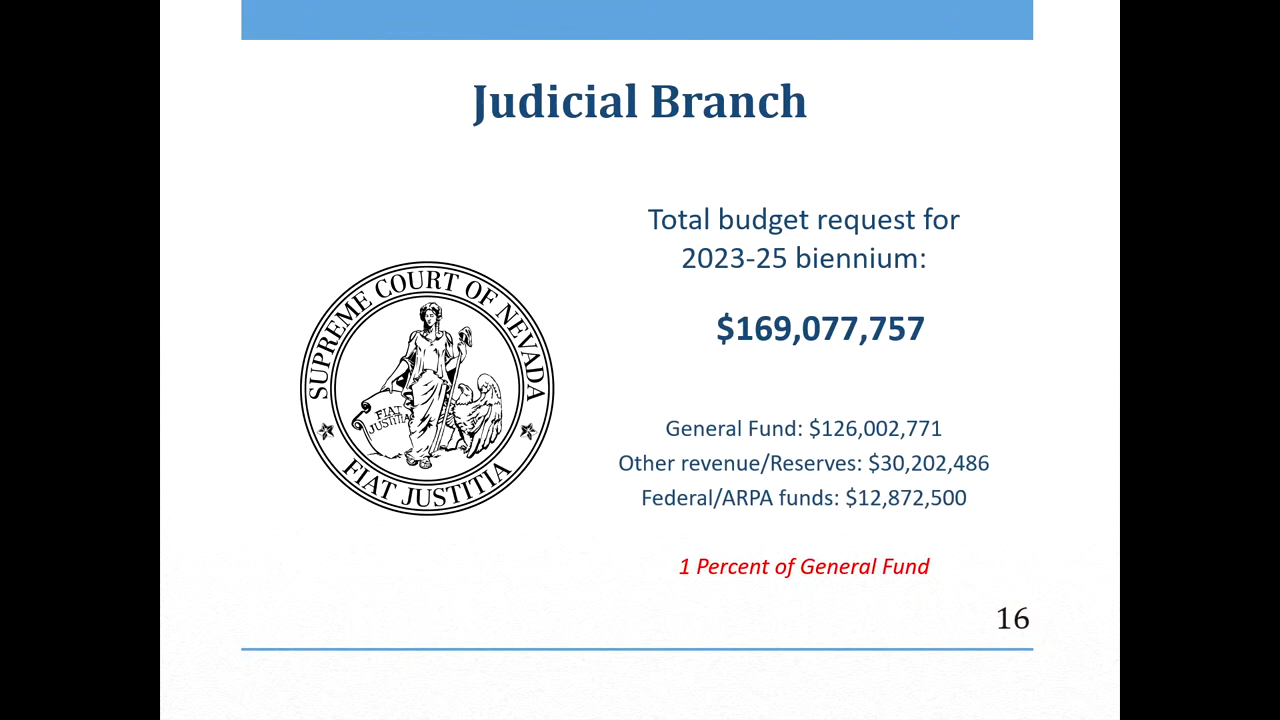 Judicial Branch
Total budget request for
2023-25 biennium:
$169,077,757
SUPREME COURT OF NEVADA
FIAT
JUSTITIA
FIAT JUSTITIA
General Fund: $126,002,771
Other revenue/Reserves: $30,202,486
Federal/ARPA funds: $12,872,500
1 Percent of General Fund
16